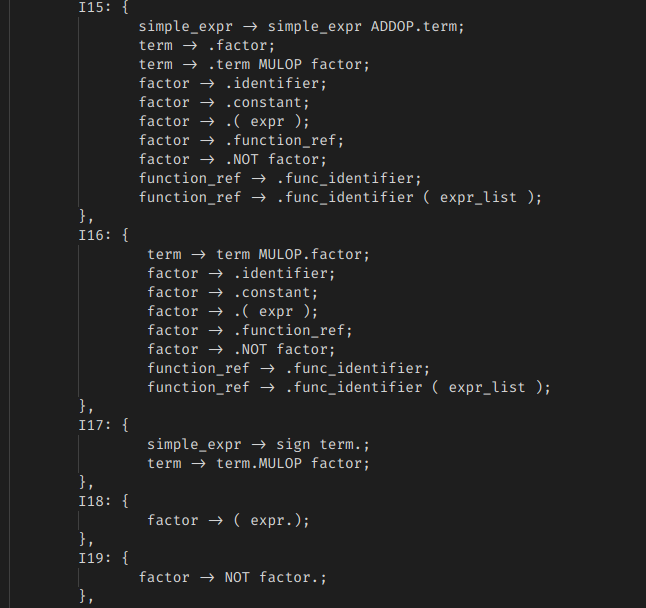 I15: {
simple_expr → simple_expr ADDOP.term;
term → .factor;
term → .term MULOP factor;
factor → .identifier;
factor → .constant;
factor → .( expr );
factor → .function_ref;
factor → .NOT factor;
function_ref → .func_identifier;
function_ref → .func_identifier ( expr_list );
},
I16: {
term → term MULOP.factor;
factor → .identifier;
factor → .constant;
factor → .( expr );
factor → .function_ref;
factor → .NOT factor;
function_ref → .func_identifier;
function_ref → .func_identifier ( expr_list );
},
I17: {
simple_expr → sign term.;
term → term.MULOP factor;
},
I18: {
factor → ( expr.);
},
I19: {
factor → NOT factor.;
},